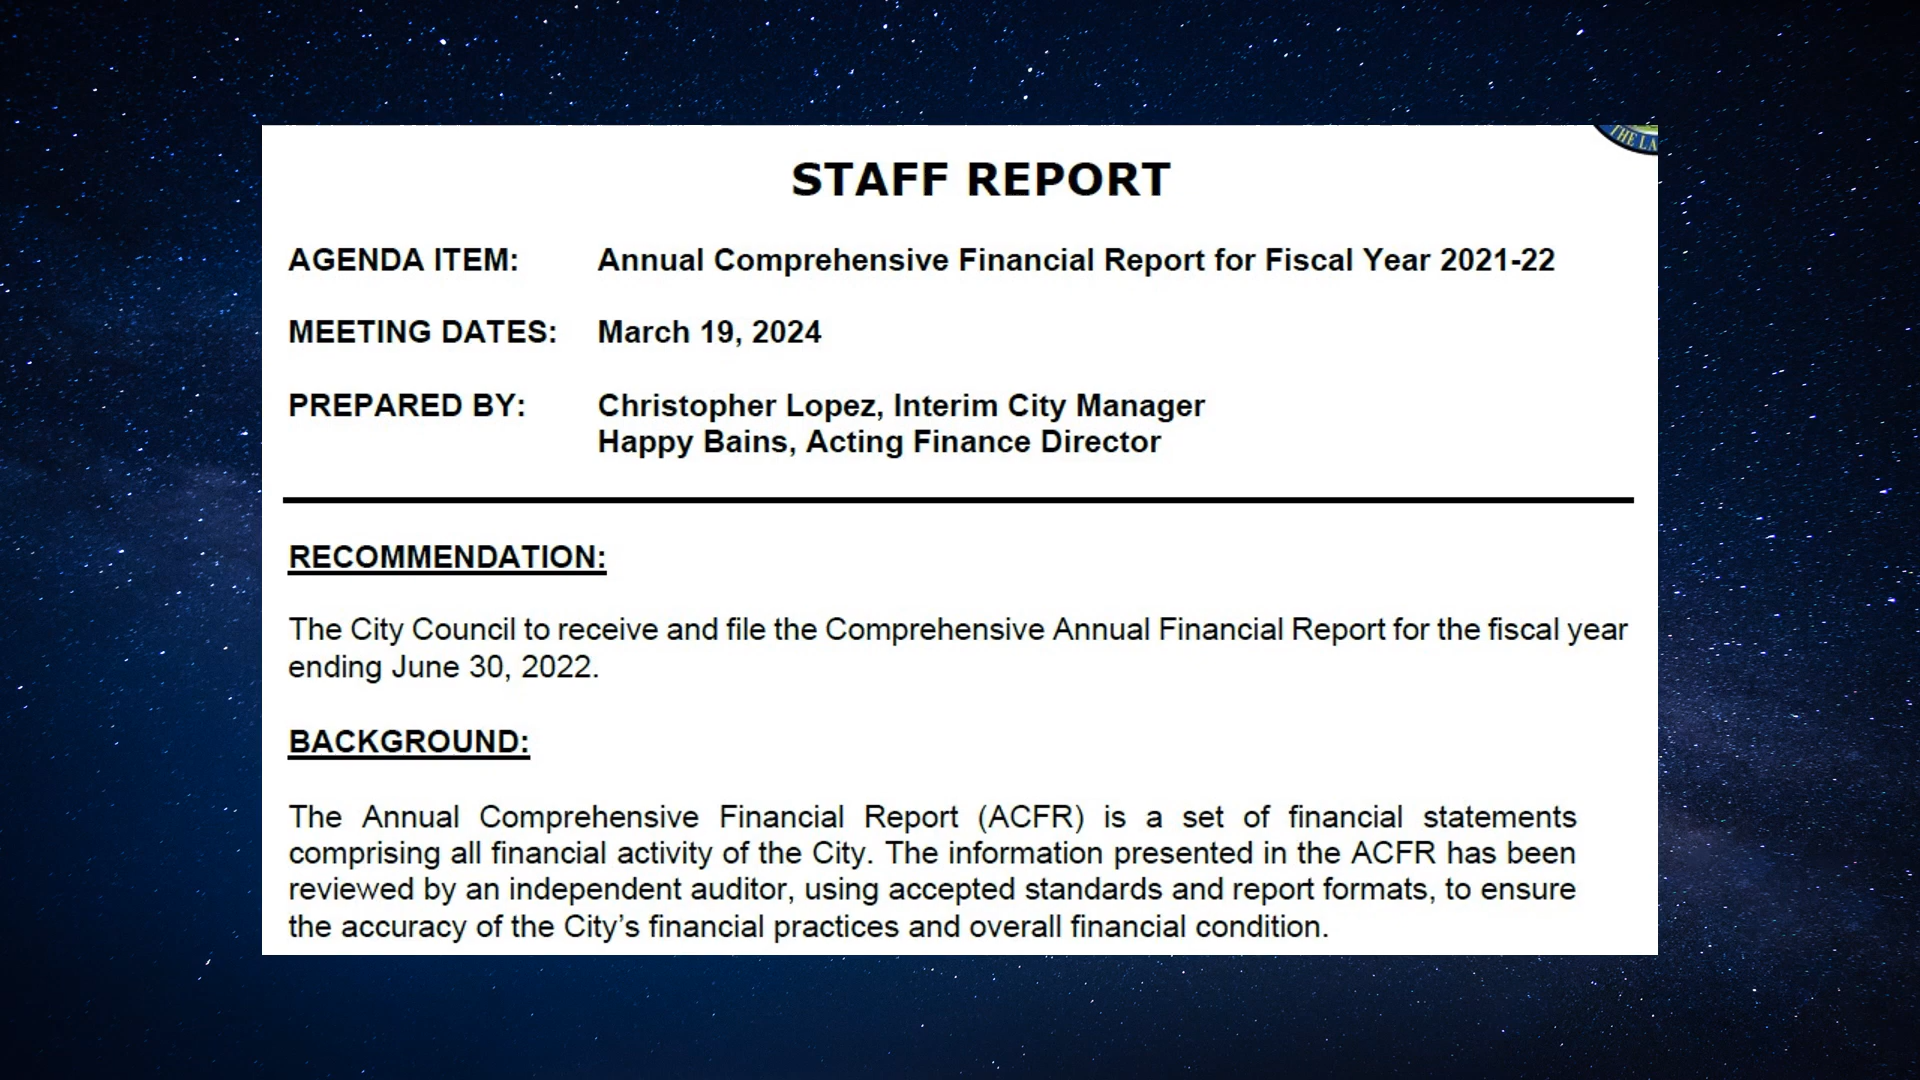 THE LA
STAFF REPORT
AGENDA ITEM: Annual Comprehensive Financial Report for Fiscal Year 2021-22
MEETING DATES: March 19, 2024
PREPARED BY: Christopher Lopez, Interim City Manager
Happy Bains, Acting Finance Director
RECOMMENDATION:
The City Council to receive and file the Comprehensive Annual Financial Report for the fiscal year
ending June 30, 2022.
BACKGROUND:
The Annual Comprehensive Financial Report (ACFR) is a set of financial statements
comprising all financial activity of the City. The information presented in the ACFR has been
reviewed by an independent auditor, using accepted standards and report formats, to ensure
the accuracy of the City’s financial practices and overall financial condition.